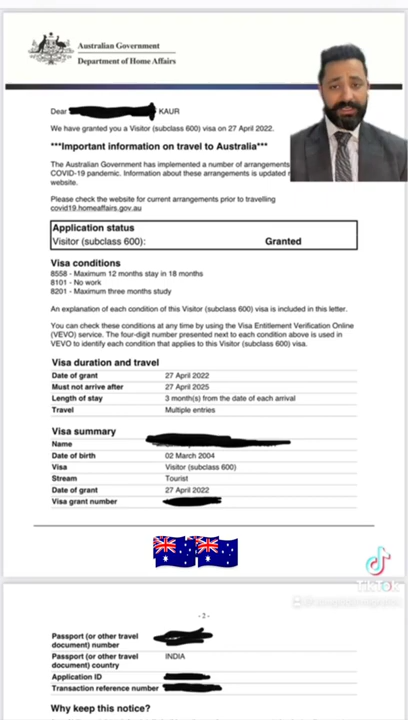 Australian Government
Department of Home Affairs
Dear KAUR
We have granted you a Visitor (subclass 600) visa on 27 April 2022.
***Important information on travel to Australia***
The Australian Government has implemented a number of arrangements
COVID-19 pandemic. Information about these arrangements is updated
website.
Please check the website for current arrangements prior to travelling
covid19.homeaffairs.gov.au
Application status
Visitor (subclass 600): Granted
Visa conditions
8558 - Maximum 12 months stay in 18 months
8101 - No work
8201 - Maximum three months study
An explanation of each condition of this Visitor (subclass 600) visa is included in this letter.
You can check these conditions at any time by using the Visa Entitlement Verification Online
(VEVO) service. The four-digit number presented next to each condition above is used in
VEVO to identify each condition that applies to this Visitor (subclass 600) visa.
Visa duration and travel
Date of grant 27 April 2022
Must not arrive after 27 April 2025
Length of stay 3 month(s) from the date of each arrival
Travel Multiple entries
Visa summary
Name
Date of birth 02 March 2004
Visa Visitor (subclass 600)
Stream Tourist
Date of grant 27 April 2022
Visa grant number
TikTok
- 2 -
Passport (or other travel
document) number
Passport (or other travel INDIA
document) country
Application ID
Transaction reference number
Why keep this notice?